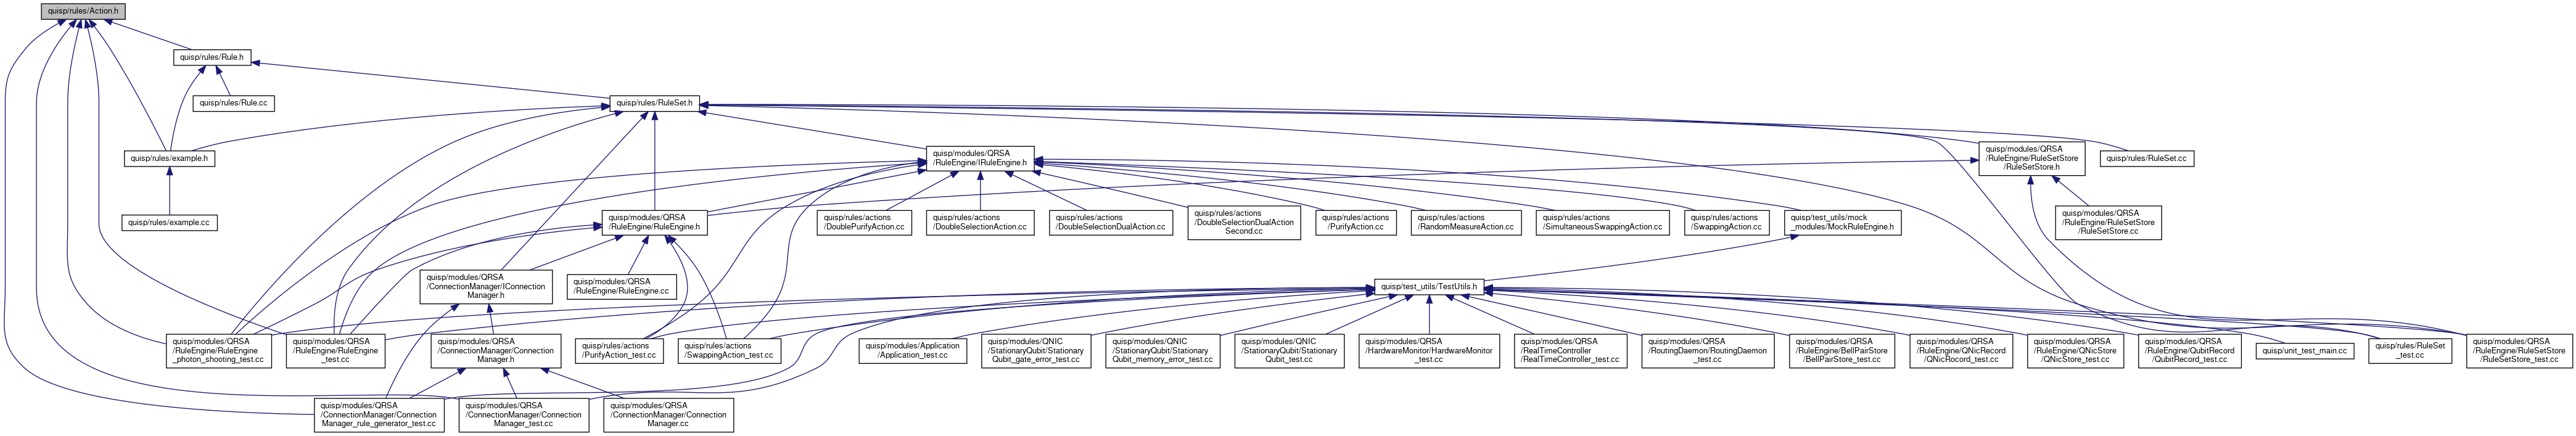 quisp/rules/Action.h
quisp/rules/Rule.h
quisp/rules/Rule.cc
quisp/rules/RuleSet.h
quisp/rules/example.h
quisp/modules/QRSA
/RuleEngine/IRuleEngine.h
quisp/modules/QRSA
/RuleEngine/RuleSetStore
/RuleSetStore.h
quisp/rules/RuleSet.cc
quisp/rules/example.cc
quisp/modules/QRSA
/RuleEngine/RuleEngine.h
quisp/rules/actions
/DoublePurifyAction.cc
quisp/rules/actions
/DoubleSelectionAction.cc
quisp/rules/actions
/DoubleSelectionDualAction.cc
quisp/rules/actions
/DoubleSelectionDualAction
Second.cc
quisp/rules/actions
/PurifyAction.cc
quisp/rules/actions
/RandomMeasureAction.cc
quisp/rules/actions
/SimultaneousSwappingAction.cc
quisp/rules/actions
/SwappingAction.cc
quisp/test_utils/mock
_modules/MockRuleEngine.h
quisp/modules/QRSA
/RuleEngine/RuleSetStore
/RuleSetStore.cc
quisp/modules/QRSA
/ConnectionManager/IConnection
Manager.h
quisp/modules/QRSA
/RuleEngine/RuleEngine.cc
quisp/test_utils/TestUtils.h
quisp/modules/QRSA
/RuleEngine/RuleEngine
_photon_shooting_test.cc
quisp/modules/QRSA
/RuleEngine/RuleEngine
_test.cc
quisp/modules/QRSA
/ConnectionManager/Connection
Manager.h
quisp/rules/actions
/PurifyAction_test.cc
quisp/rules/actions
/SwappingAction_test.cc
quisp/modules/Application
/Application_test.cc
quisp/modules/QNIC
/StationaryQubit/Stationary
Qubit_gate_error_test.cc
quisp/modules/QNIC
/StationaryQubit/Stationary
Qubit_memory_error_test.cc
quisp/modules/QNIC
/StationaryQubit/Stationary
Qubit_test.cc
quisp/modules/QRSA
/HardwareMonitor/HardwareMonitor
_test.cc
quisp/modules/QRSA
/RealTimeController
/RealTimeController_test.cc
quisp/modules/QRSA
/RoutingDaemon/RoutingDaemon
_test.cc
quisp/modules/QRSA
/RuleEngine/BellPairStore
/BellPairStore_test.cc
quisp/modules/QRSA
/RuleEngine/QNicRecord
/QNicRocord_test.cc
quisp/modules/QRSA
/RuleEngine/QNicStore
/QNicStore_test.cc
quisp/modules/QRSA
/RuleEngine/QubitRecord
/QubitRecord_test.cc
quisp/unit_test_main.cc
quisp/rules/RuleSet
_test.cc
quisp/modules/QRSA
/RuleEngine/RuleSetStore
/RuleSetStore_test.cc
quisp/modules/QRSA
/ConnectionManager/Connection
Manager_rule_generator_test.cc
quisp/modules/QRSA
/ConnectionManager/Connection
Manager_test.cc
quisp/modules/QRSA
/ConnectionManager/Connection
Manager.cc